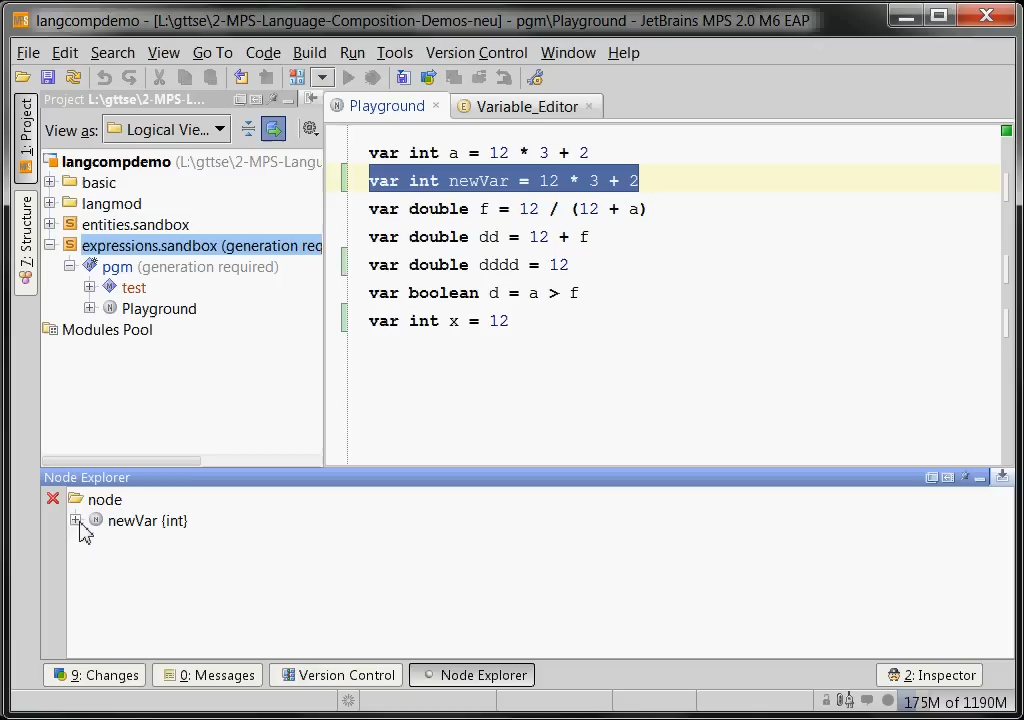 langcompdemo - [L:\gttse\2-MPS-Language-Composition-Demos-neu] - pgm\Playground - JetBrains MPS 2.0 M6 EAP
File Edit Search View Go To Code Build Run Tools Version Control Window Help
Project L:\gttse\2-MPS-L...
Playground
Variable_Editor
1: Project
Z: Structure
View as: Logical Vie...
langcompdemo (L:\gttse\2-MPS-Langu
basic
langmod
entities.sandbox
expressions.sandbox (generation req
pgm (generation required)
test
Playground
Modules Pool
var int a = 12 * 3 + 2
var int newVar = 12 * 3 + 2
var double f = 12 / (12 + a)
var double dd = 12 + f
var double dddd = 12
var boolean d = a > f
var int x = 12
Node Explorer
node
newVar {int}
9: Changes
0: Messages
Version Control
Node Explorer
2: Inspector
175M of 1190M